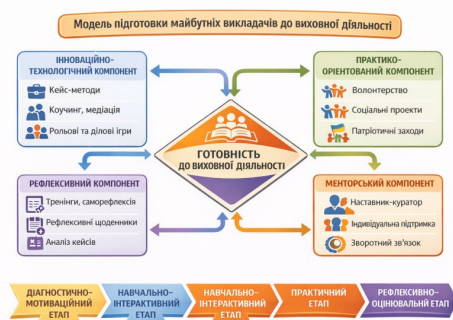 Модель підготовки майбутніх викладачів до виховної діяльності
ІННОВАЦІЙНО-
ТЕХНОЛОГІЧНИЙ КОМПОНЕНТ
Кейс-методи
Коучинг, медіація
Рольові та ділові ігри
ПРАКТИКО-
ОРІЄНТОВАНИЙ КОМПОНЕНТ
Волонтерство
Соціальні проекти
Патріотичні заходи
ГОТОВНІСТЬ
ДО ВИХОВНОЇ ДІЯЛЬНОСТІ
РЕФЛЕКСИВНИЙ КОМПОНЕНТ
Тренінги, саморефлексія
Рефлексивні щоденники
Аналіз кейсів
МЕНТОРСЬКИЙ КОМПОНЕНТ
Наставник-куратор
Індивідуальна підтримка
Зворотний зв'язок
ДІАГНОСТИЧНО-
МОТИВАЦІЙНИЙ
ЕТАП
НАВЧАЛЬНО-
ІНТЕРАКТИВНИЙ
ЕТАП
НАВЧАЛЬНО-
ІНТЕРАКТИВНИЙ
ЕТАП
ПРАКТИЧНИЙ
ЕТАП
РЕФЛЕКСИВНО-
ОЦІНЮВАЛЬНИЙ ЕТАП